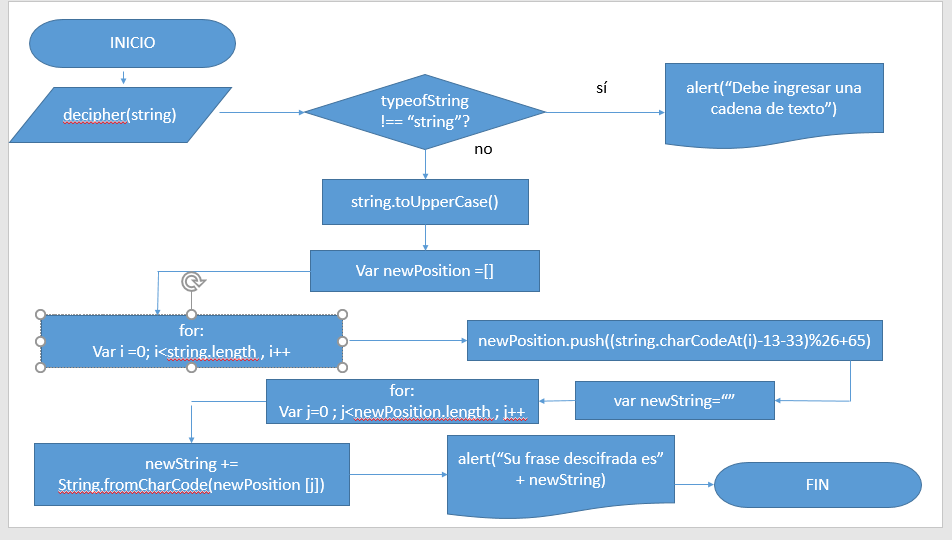 INICIO
decipher(string)
typeofString
!== “string”?
sí
alert(“Debe ingresar una
cadena de texto”)
no
string.toUpperCase()
Var newPosition =[]
for:
Var i =0; i<string.length , i++
newPosition.push((string.charCodeAt(i)-13-33)%26+65)
for:
Var j=0 ; j<newPosition.length ; j++
var newString=“”
newString +=
String.fromCharCode(newPosition [j])
alert(“Su frase descifrada es”
+ newString)
FIN